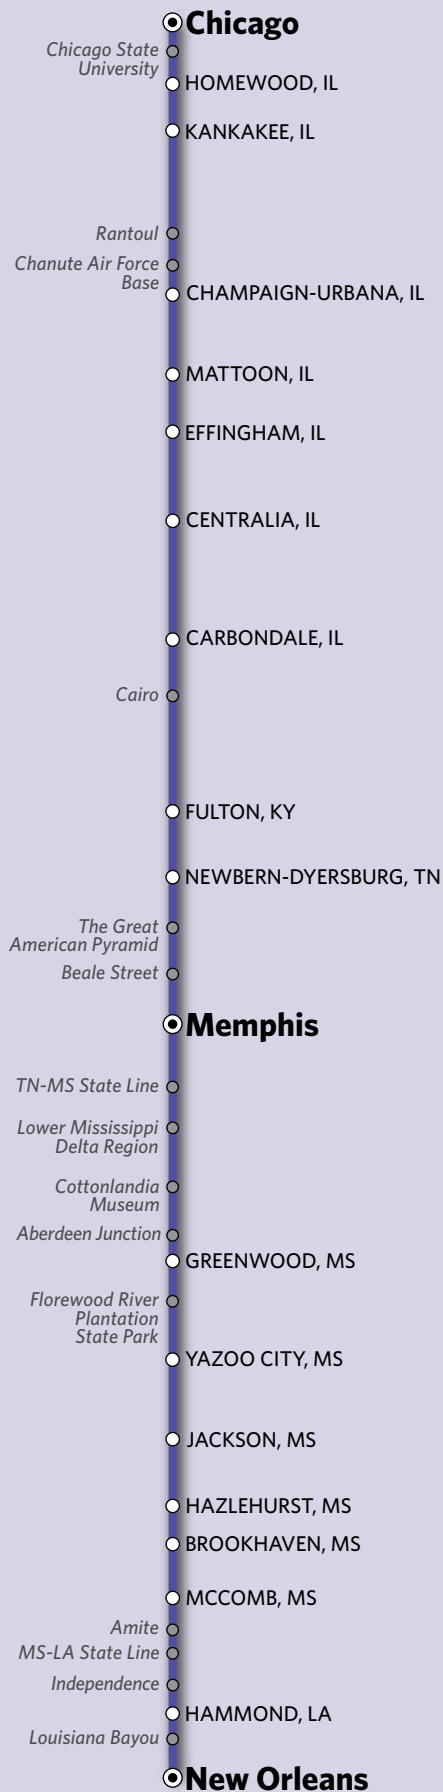 Chicago
Chicago State
University
HOMEWOOD, IL
KANKAKEE, IL
Rantoul
Chanute Air Force
Base
CHAMPAIGN-URBANA, IL
MATTOON, IL
EFFINGHAM, IL
CENTRALIA, IL
CARBONDALE, IL
Cairo
FULTON, KY
NEWBERN-DYERSBURG, TN
The Great
American Pyramid
Beale Street
Memphis
TN-MS State Line
Lower Mississippi
Delta Region
Cottonlandia
Museum
Aberdeen Junction
GREENWOOD, MS
Florewood River
Plantation
State Park
YAZOO CITY, MS
JACKSON, MS
HAZLEHURST, MS
BROOKHAVEN, MS
MCCOMB, MS
Amite
MS-LA State Line
Independence
HAMMOND, LA
Louisiana Bayou
New Orleans